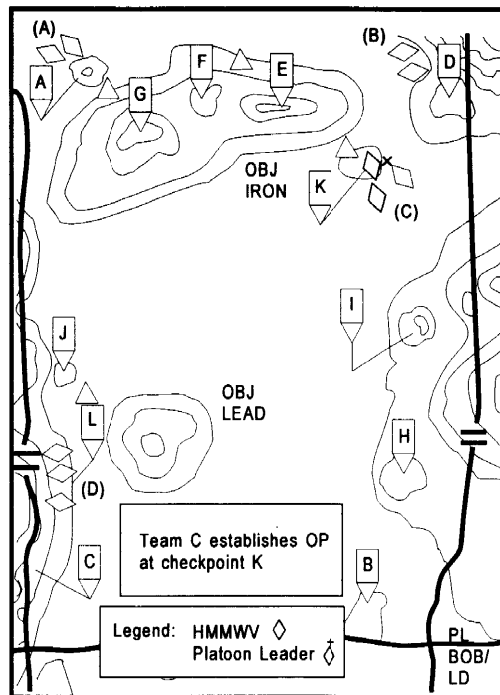 (A)
(B)
A
G
F
E
D
OBJ
IRON
K
(C)
I
J
L
OBJ
LEAD
H
(D)
C
Team C establishes OP
at checkpoint K
B
Legend: HMMWV
Platoon Leader
PL
BOB/
LD